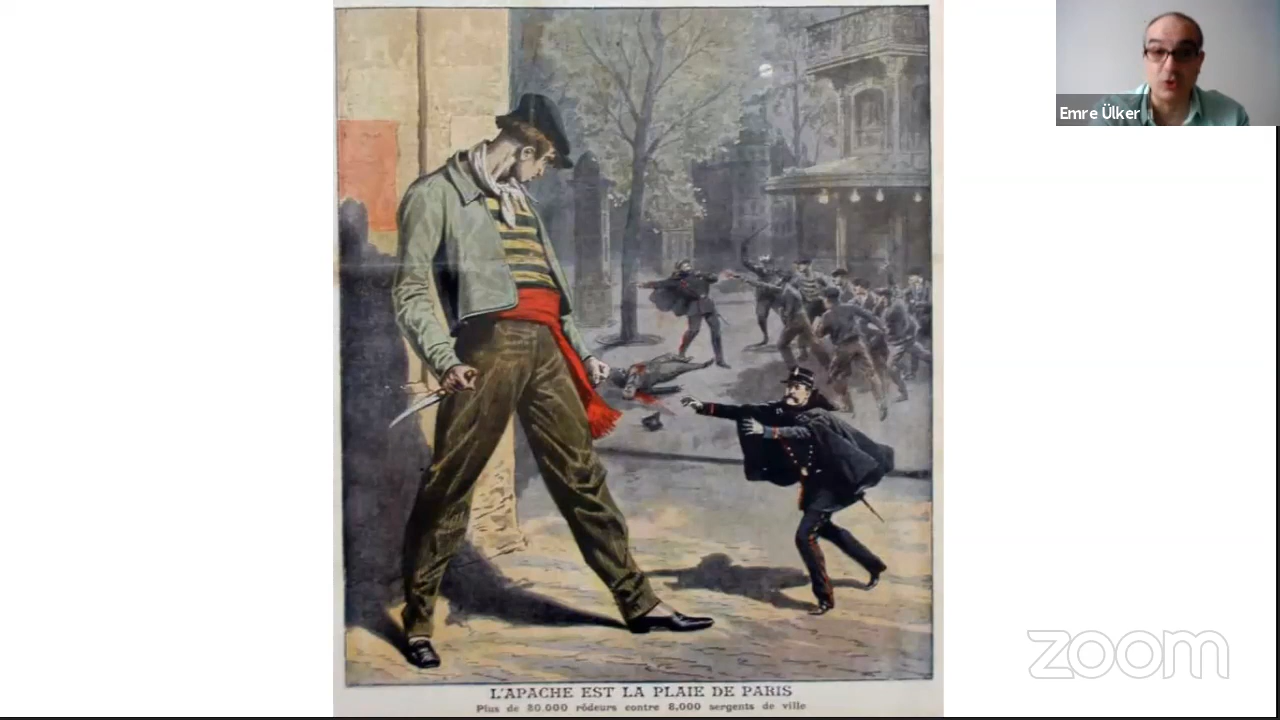 Emre Ülker
L'APACHE EST LA PLAIE DE PARIS
Plus de 20.000 rôdeurs contre 8,000 sergents de ville
zoom